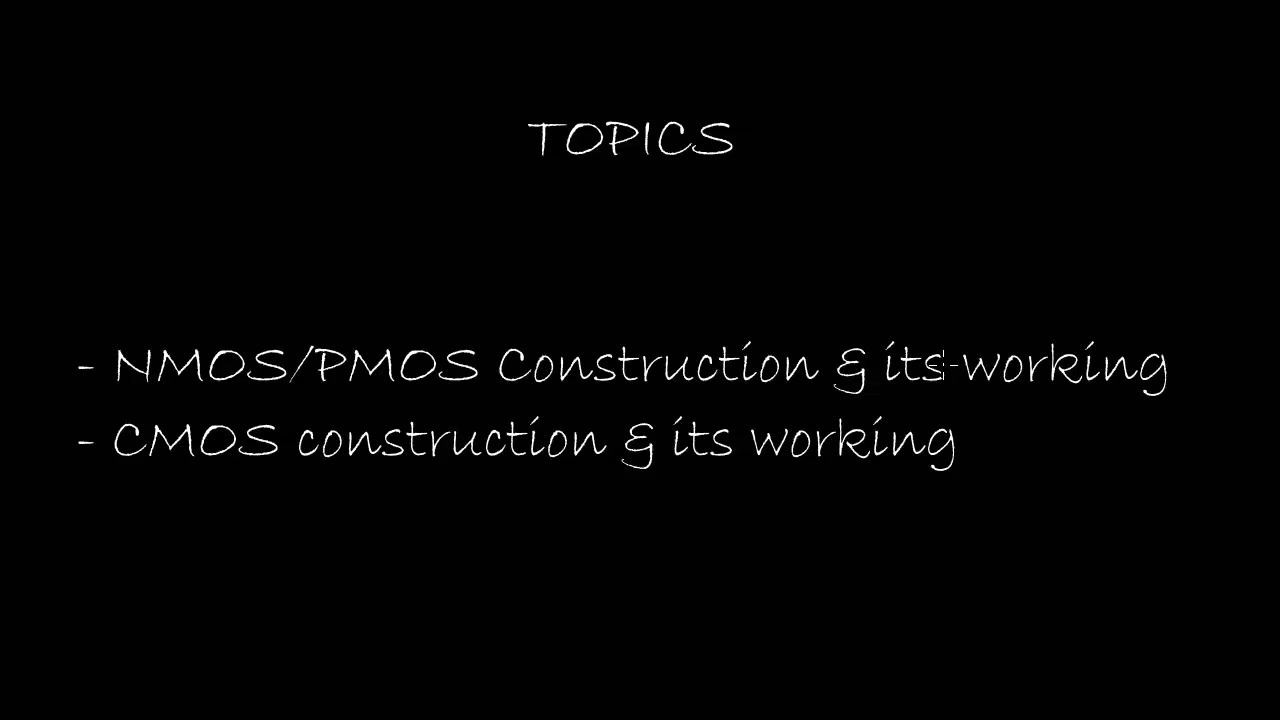 TOPICS
- NMOS/PMOS Construction & its-working
- CMOS construction & its working